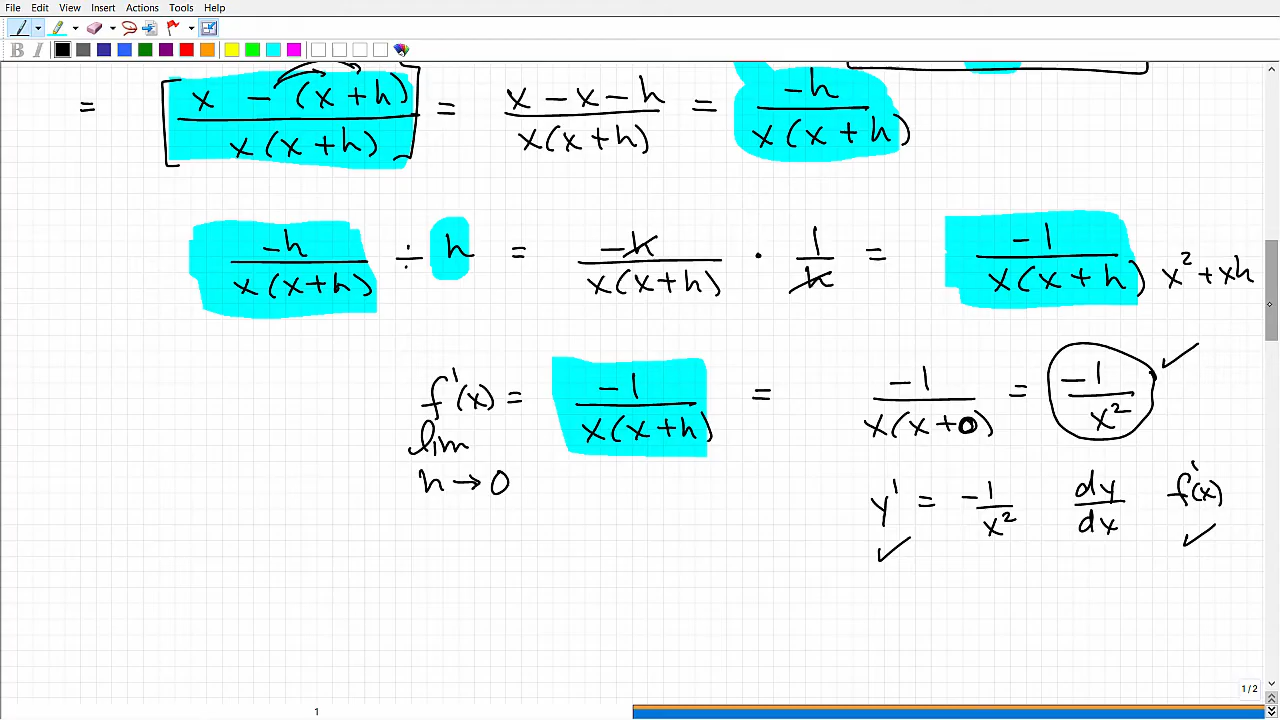 File Edit View Insert Actions Tools Help
B I
= [x - (x + h) / x(x + h)] = x - x - h / x(x + h) = -h / x(x + h)
-h / x(x+h) ÷ h = -h / x(x+h) · 1 / h = -1 / x(x+h) x² + xh
f'(x) = -1 / x(x+h) = -1 / x(x+0) = -1 / x²
lim
h → 0
y' = -1 / x² dy / dx f'(x)
1/2
1